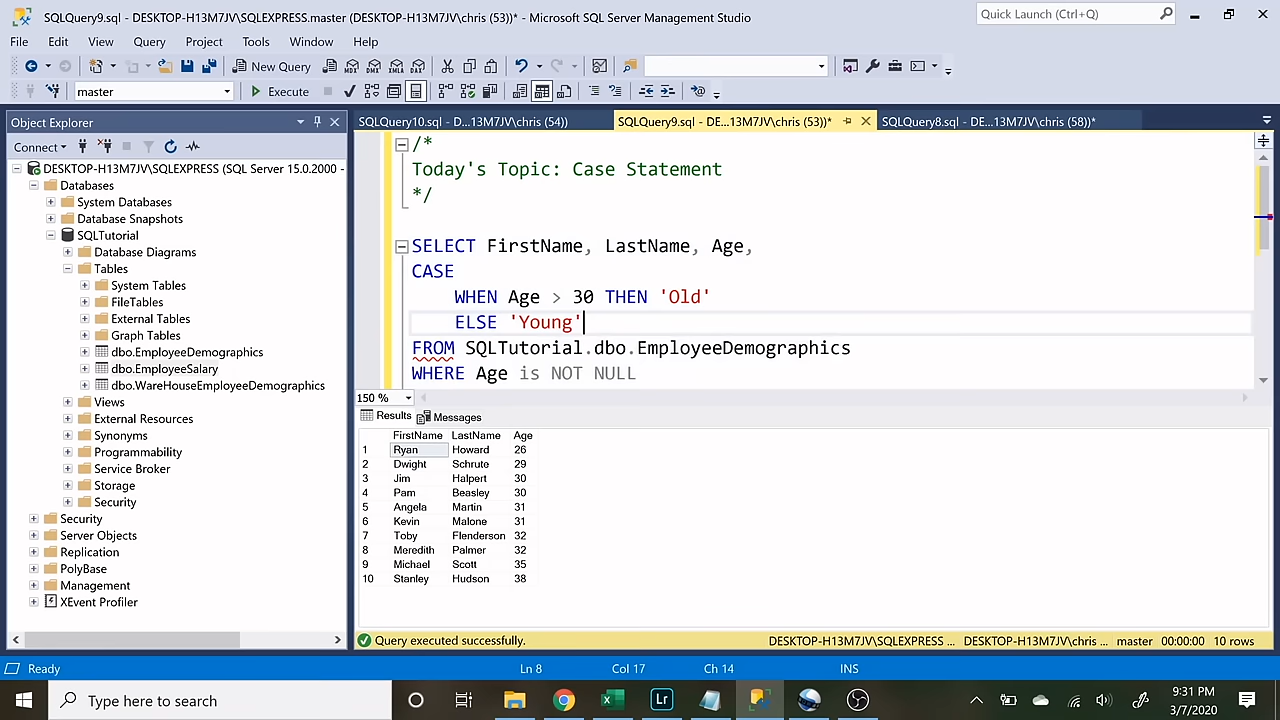 SQLQuery9.sql - DESKTOP-H13M7JV\SQLEXPRESS.master (DESKTOP-H13M7JV\chris (53))* - Microsoft SQL Server Management Studio
Quick Launch (Ctrl+Q)
File Edit View Query Project Tools Window Help
New Query
MDX DMX XMLA DAX
master
Execute
Object Explorer
SQLQuery10.sql - D...13M7JV\chris (54))
SQLQuery9.sql - DE...13M7JV\chris (53))*
SQLQuery8.sql - DE...13M7JV\chris (58))*
Connect
DESKTOP-H13M7JV\SQLEXPRESS (SQL Server 15.0.2000 -
Databases
System Databases
Database Snapshots
SQLTutorial
Database Diagrams
Tables
System Tables
FileTables
External Tables
Graph Tables
dbo.EmployeeDemographics
dbo.EmployeeSalary
dbo.WareHouseEmployeeDemographics
Views
External Resources
Synonyms
Programmability
Service Broker
Storage
Security
Security
Server Objects
Replication
PolyBase
Management
XEvent Profiler
/*
Today's Topic: Case Statement
*/
SELECT FirstName, LastName, Age,
CASE
WHEN Age > 30 THEN 'Old'
ELSE 'Young'
FROM SQLTutorial.dbo.EmployeeDemographics
WHERE Age is NOT NULL
150 %
Results Messages
FirstName LastName Age
1 Ryan Howard 26
2 Dwight Schrute 29
3 Jim Halpert 30
4 Pam Beasley 30
5 Angela Martin 31
6 Kevin Malone 31
7 Toby Flenderson 32
8 Meredith Palmer 32
9 Michael Scott 35
10 Stanley Hudson 38
Query executed successfully.
DESKTOP-H13M7JV\SQLEXPRESS ... DESKTOP-H13M7JV\chris ... master 00:00:00 10 rows
Ready Ln 8 Col 17 Ch 14 INS
Type here to search
Lr
9:31 PM
3/7/2020